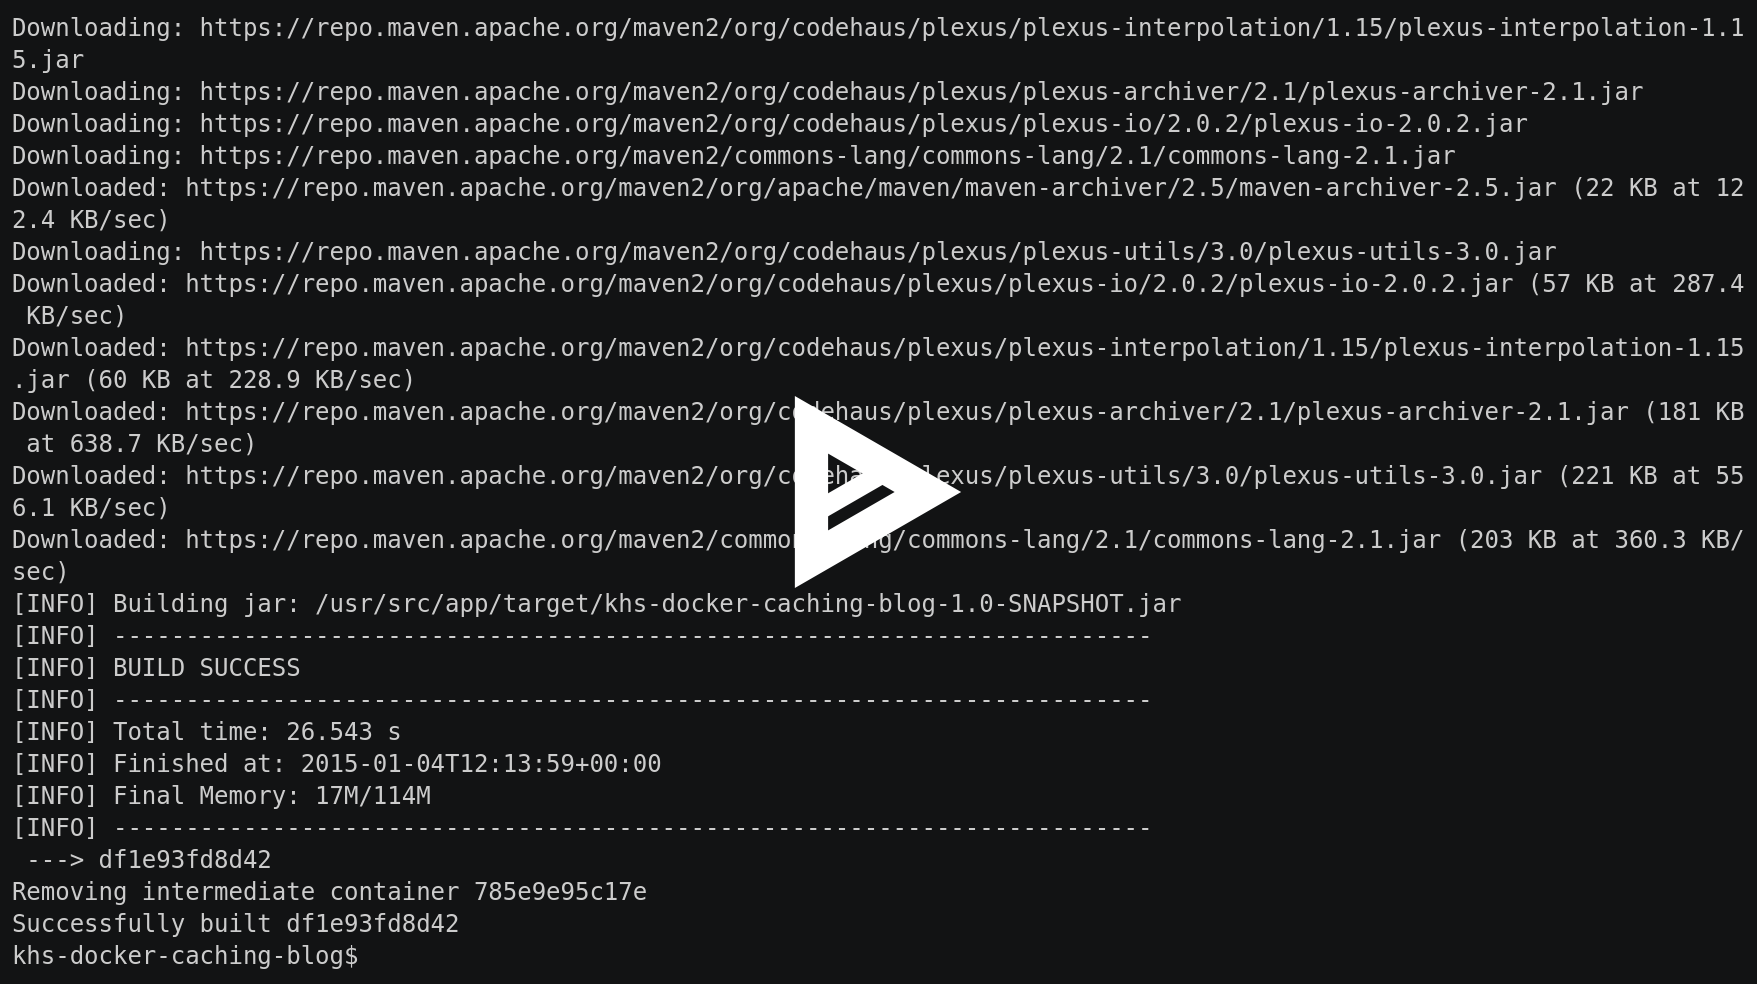 Downloading: https://repo.maven.apache.org/maven2/org/codehaus/plexus/plexus-interpolation/1.15/plexus-interpolation-1.1
5.jar
Downloading: https://repo.maven.apache.org/maven2/org/codehaus/plexus/plexus-archiver/2.1/plexus-archiver-2.1.jar
Downloading: https://repo.maven.apache.org/maven2/org/codehaus/plexus/plexus-io/2.0.2/plexus-io-2.0.2.jar
Downloading: https://repo.maven.apache.org/maven2/commons-lang/commons-lang/2.1/commons-lang-2.1.jar
Downloaded: https://repo.maven.apache.org/maven2/org/apache/maven/maven-archiver/2.5/maven-archiver-2.5.jar (22 KB at 12
2.4 KB/sec)
Downloading: https://repo.maven.apache.org/maven2/org/codehaus/plexus/plexus-utils/3.0/plexus-utils-3.0.jar
Downloaded: https://repo.maven.apache.org/maven2/org/codehaus/plexus/plexus-io/2.0.2/plexus-io-2.0.2.jar (57 KB at 287.4
 KB/sec)
Downloaded: https://repo.maven.apache.org/maven2/org/codehaus/plexus/plexus-interpolation/1.15/plexus-interpolation-1.15
.jar (60 KB at 228.9 KB/sec)
Downloaded: https://repo.maven.apache.org/maven2/org/codehaus/plexus/plexus-archiver/2.1/plexus-archiver-2.1.jar (181 KB
 at 638.7 KB/sec)
Downloaded: https://repo.maven.apache.org/maven2/org/codehaus/plexus/plexus-utils/3.0/plexus-utils-3.0.jar (221 KB at 55
6.1 KB/sec)
Downloaded: https://repo.maven.apache.org/maven2/commons-lang/commons-lang/2.1/commons-lang-2.1.jar (203 KB at 360.3 KB/
sec)
[INFO] Building jar: /usr/src/app/target/khs-docker-caching-blog-1.0-SNAPSHOT.jar
[INFO] ------------------------------------------------------------------------
[INFO] BUILD SUCCESS
[INFO] ------------------------------------------------------------------------
[INFO] Total time: 26.543 s
[INFO] Finished at: 2015-01-04T12:13:59+00:00
[INFO] Final Memory: 17M/114M
[INFO] ------------------------------------------------------------------------
 ---> df1e93fd8d42
Removing intermediate container 785e9e95c17e
Successfully built df1e93fd8d42
khs-docker-caching-blog$